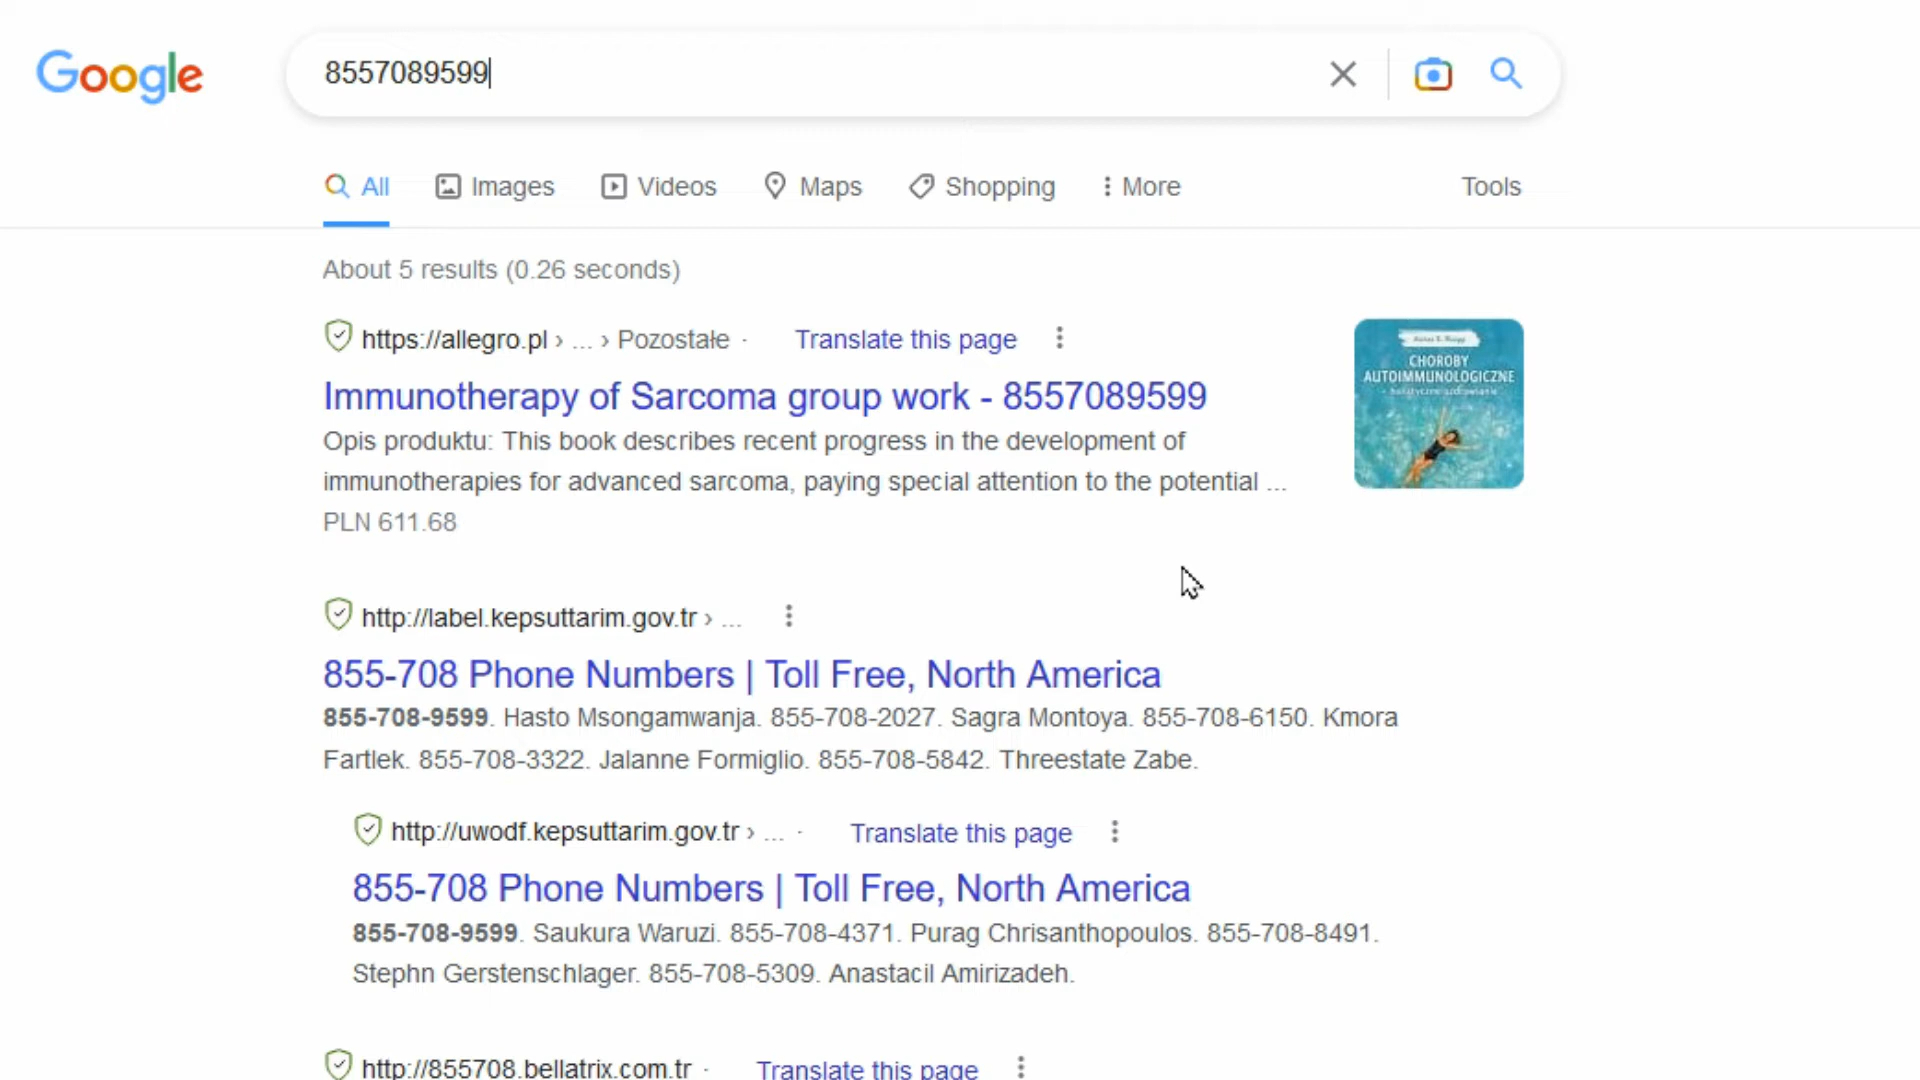 Google
8557089599
All
Images
Videos
Maps
Shopping
More
Tools
About 5 results (0.26 seconds)
https://allegro.pl › ... › Pozostałe · Translate this page
Immunotherapy of Sarcoma group work - 8557089599
Opis produktu: This book describes recent progress in the development of
immunotherapies for advanced sarcoma, paying special attention to the potential ...
PLN 611.68
CHOROBY
AUTOIMMUNOLOGICZNE
http://label.kepsuttarim.gov.tr › ...
855-708 Phone Numbers | Toll Free, North America
855-708-9599. Hasto Msongamwanja. 855-708-2027. Sagra Montoya. 855-708-6150. Kmora
Fartlek. 855-708-3322. Jalanne Formiglio. 855-708-5842. Threestate Zabe.
http://uwodf.kepsuttarim.gov.tr › ... · Translate this page
855-708 Phone Numbers | Toll Free, North America
855-708-9599. Saukura Waruzi. 855-708-4371. Purag Chrisanthopoulos. 855-708-8491.
Stephn Gerstenschlager. 855-708-5309. Anastacil Amirizadeh.
http://855708.bellatrix.com.tr · Translate this page